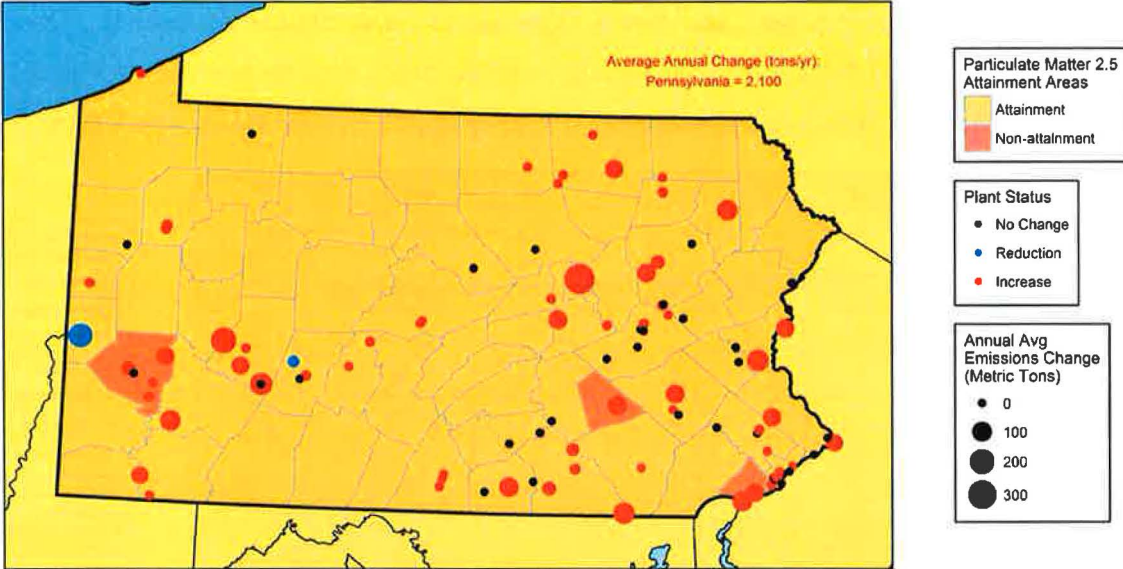 Average Annual Change (tons/yr):
Pennsylvania = 2,100
Particulate Matter 2.5
Attainment Areas
Attainment
Non-attainment
Plant Status
No Change
Reduction
Increase
Annual Avg
Emissions Change
(Metric Tons)
0
100
200
300